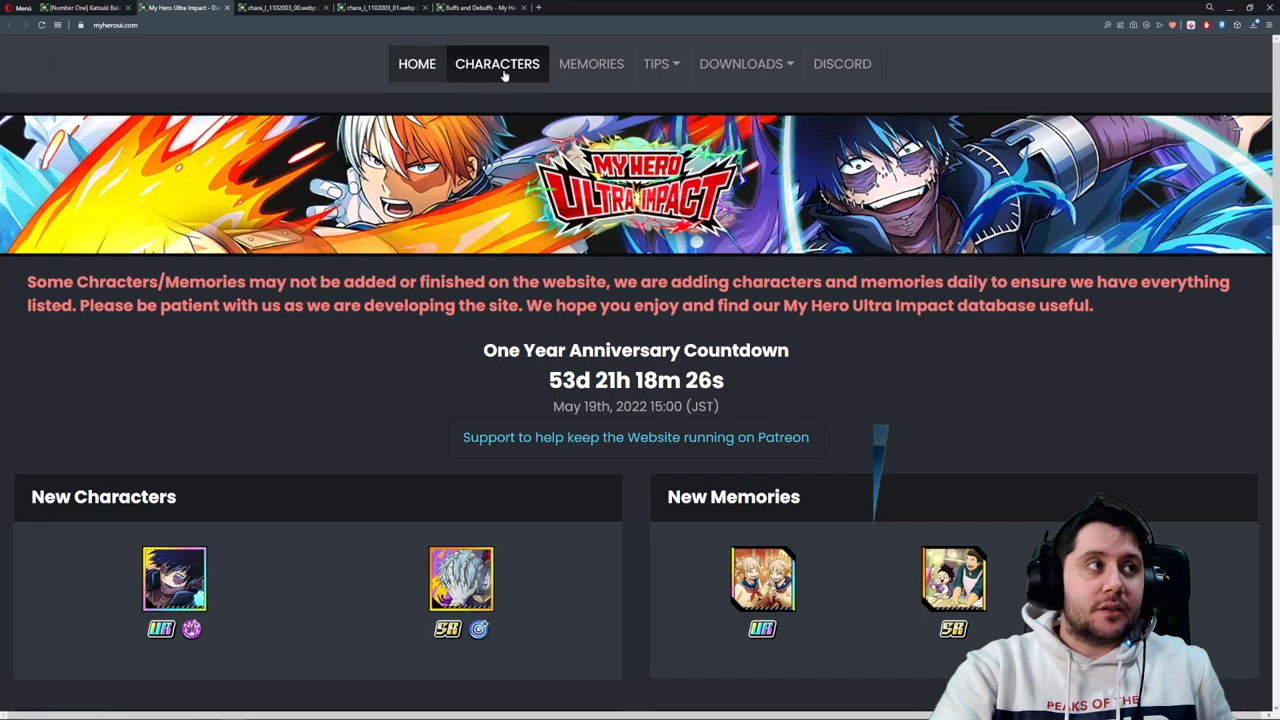 Menú
[Number One] Katsuki Bak
My Hero Ultra Impact - Da
chara_l_1102003_00.webp
chara_l_1102003_01.webp
Buffs and Debuffs - My He
myheroui.com
HOME CHARACTERS MEMORIES TIPS DOWNLOADS DISCORD
MY HERO
ULTRA IMPACT
Some Chracters/Memories may not be added or finished on the website, we are adding characters and memories daily to ensure we have everything
listed. Please be patient with us as we are developing the site. We hope you enjoy and find our My Hero Ultra Impact database useful.
One Year Anniversary Countdown
53d 21h 18m 26s
May 19th, 2022 15:00 (JST)
Support to help keep the Website running on Patreon
New Characters
New Memories
UR
SR
UR
SR
PEAKS OF THE